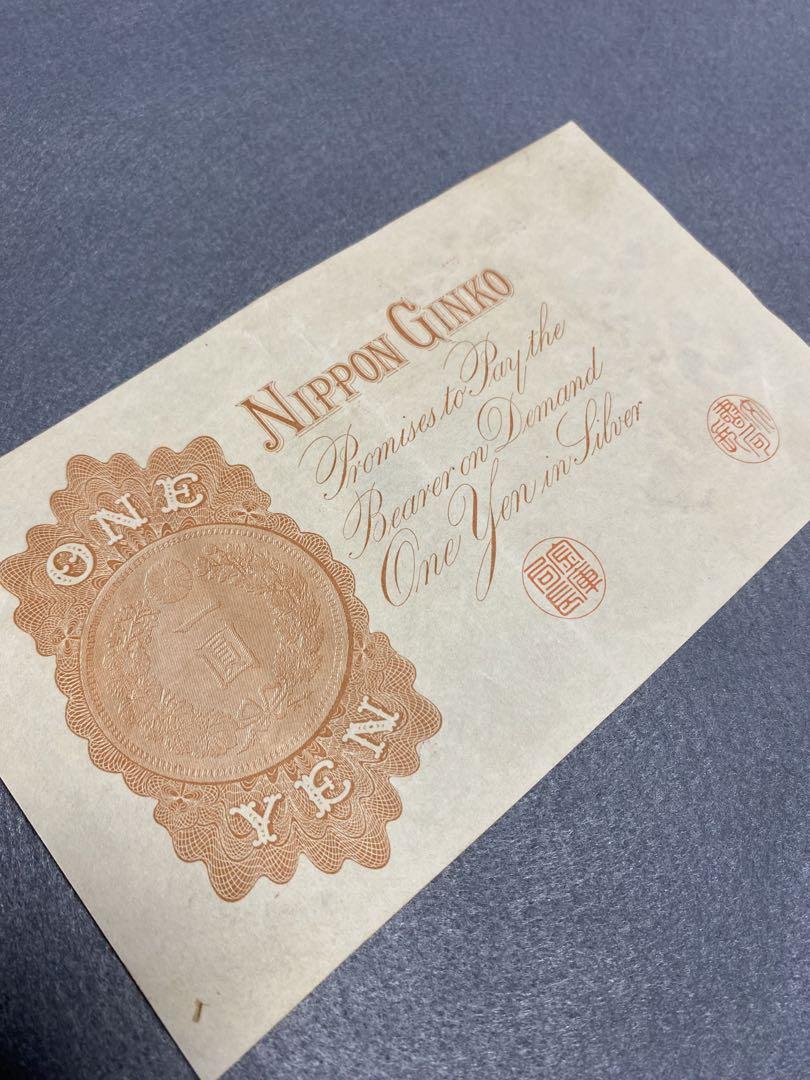 NIPPON GINKO
Promises to Pay the
Bearer on Demand
One Yen in Silver
ONE
一圓
YEN